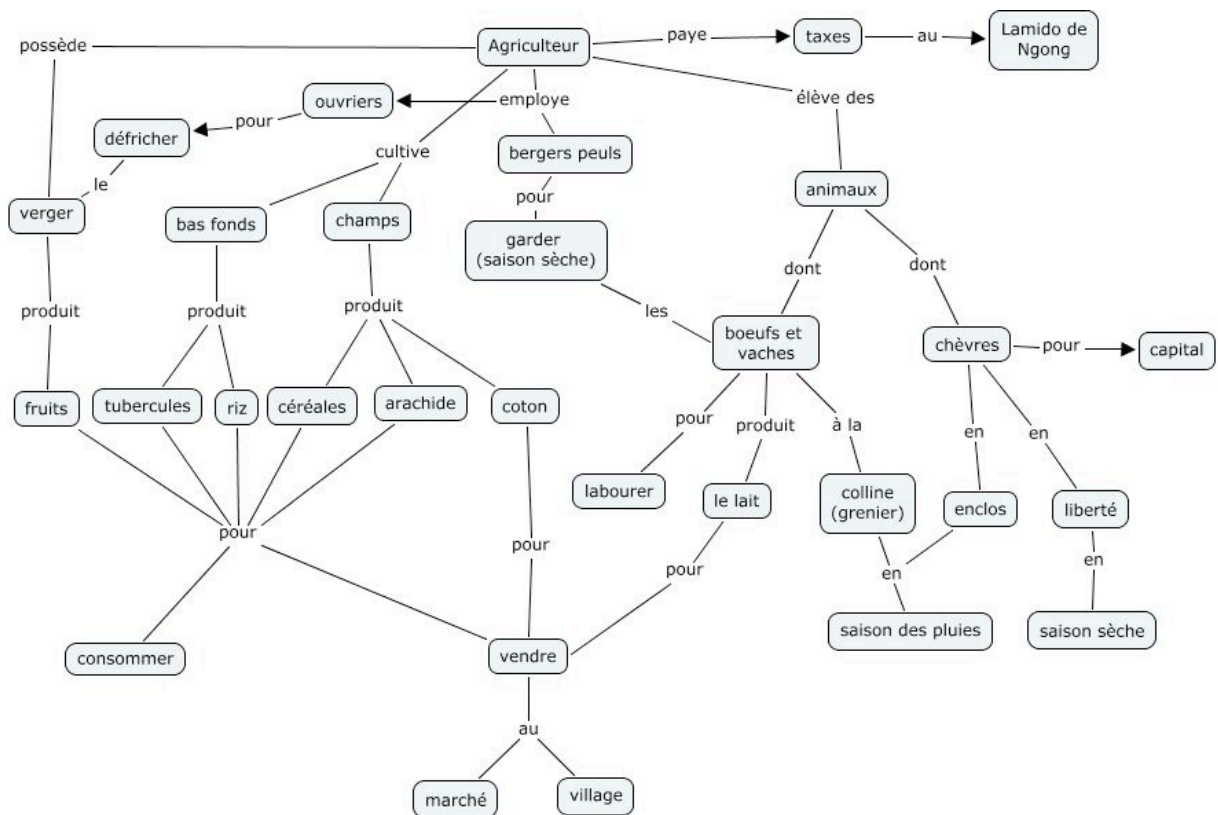 possède
Agriculteur
paye
taxes
au
Lamido de
Ngong
ouvriers
employe
élève des
pour
défricher
cultive
bergers peuls
le
pour
animaux
verger
bas fonds
champs
garder
(saison sèche)
dont
dont
produit
produit
produit
les
boeufs et
vaches
chèvres
pour
capital
fruits
tubercules
riz
céréales
arachide
coton
pour
produit
à la
en
en
labourer
le lait
colline
(grenier)
enclos
liberté
pour
pour
pour
en
en
consommer
vendre
saison des pluies
saison sèche
au
marché
village